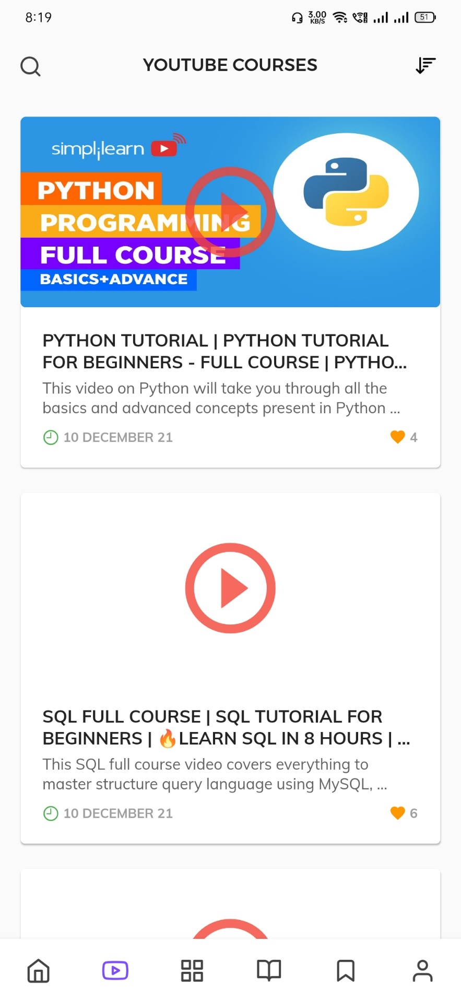 8:19
3.00
KB/S
1
2
51
YOUTUBE COURSES
simplilearn
PYTHON
PROGRAMMING
FULL COURSE
BASICS+ADVANCE
PYTHON TUTORIAL | PYTHON TUTORIAL
FOR BEGINNERS - FULL COURSE | PYTHO...
This video on Python will take you through all the
basics and advanced concepts present in Python ...
10 DECEMBER 21
4
SQL FULL COURSE | SQL TUTORIAL FOR
BEGINNERS | 🔥LEARN SQL IN 8 HOURS | ...
This SQL full course video covers everything to
master structure query language using MySQL, ...
10 DECEMBER 21
6